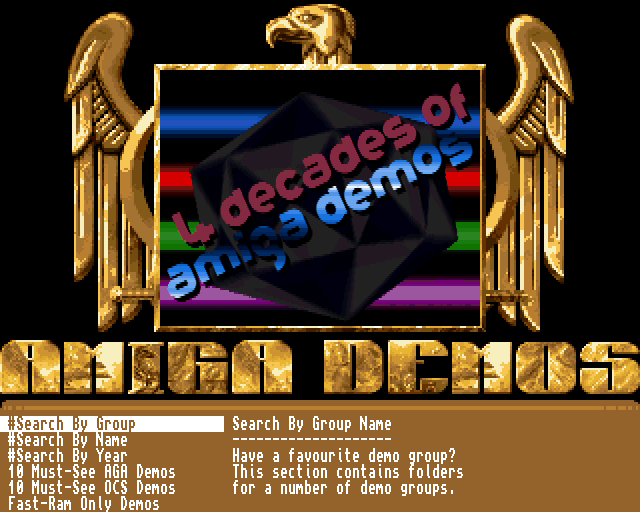 4 decades of
amiga demos
AMIGA DEMOS
#Search By Group
#Search By Name
#Search By Year
10 Must-See AGA Demos
10 Must-See OCS Demos
Fast-Ram Only Demos
Search By Group Name
--------------------
Have a favourite demo group?
This section contains folders
for a number of demo groups.